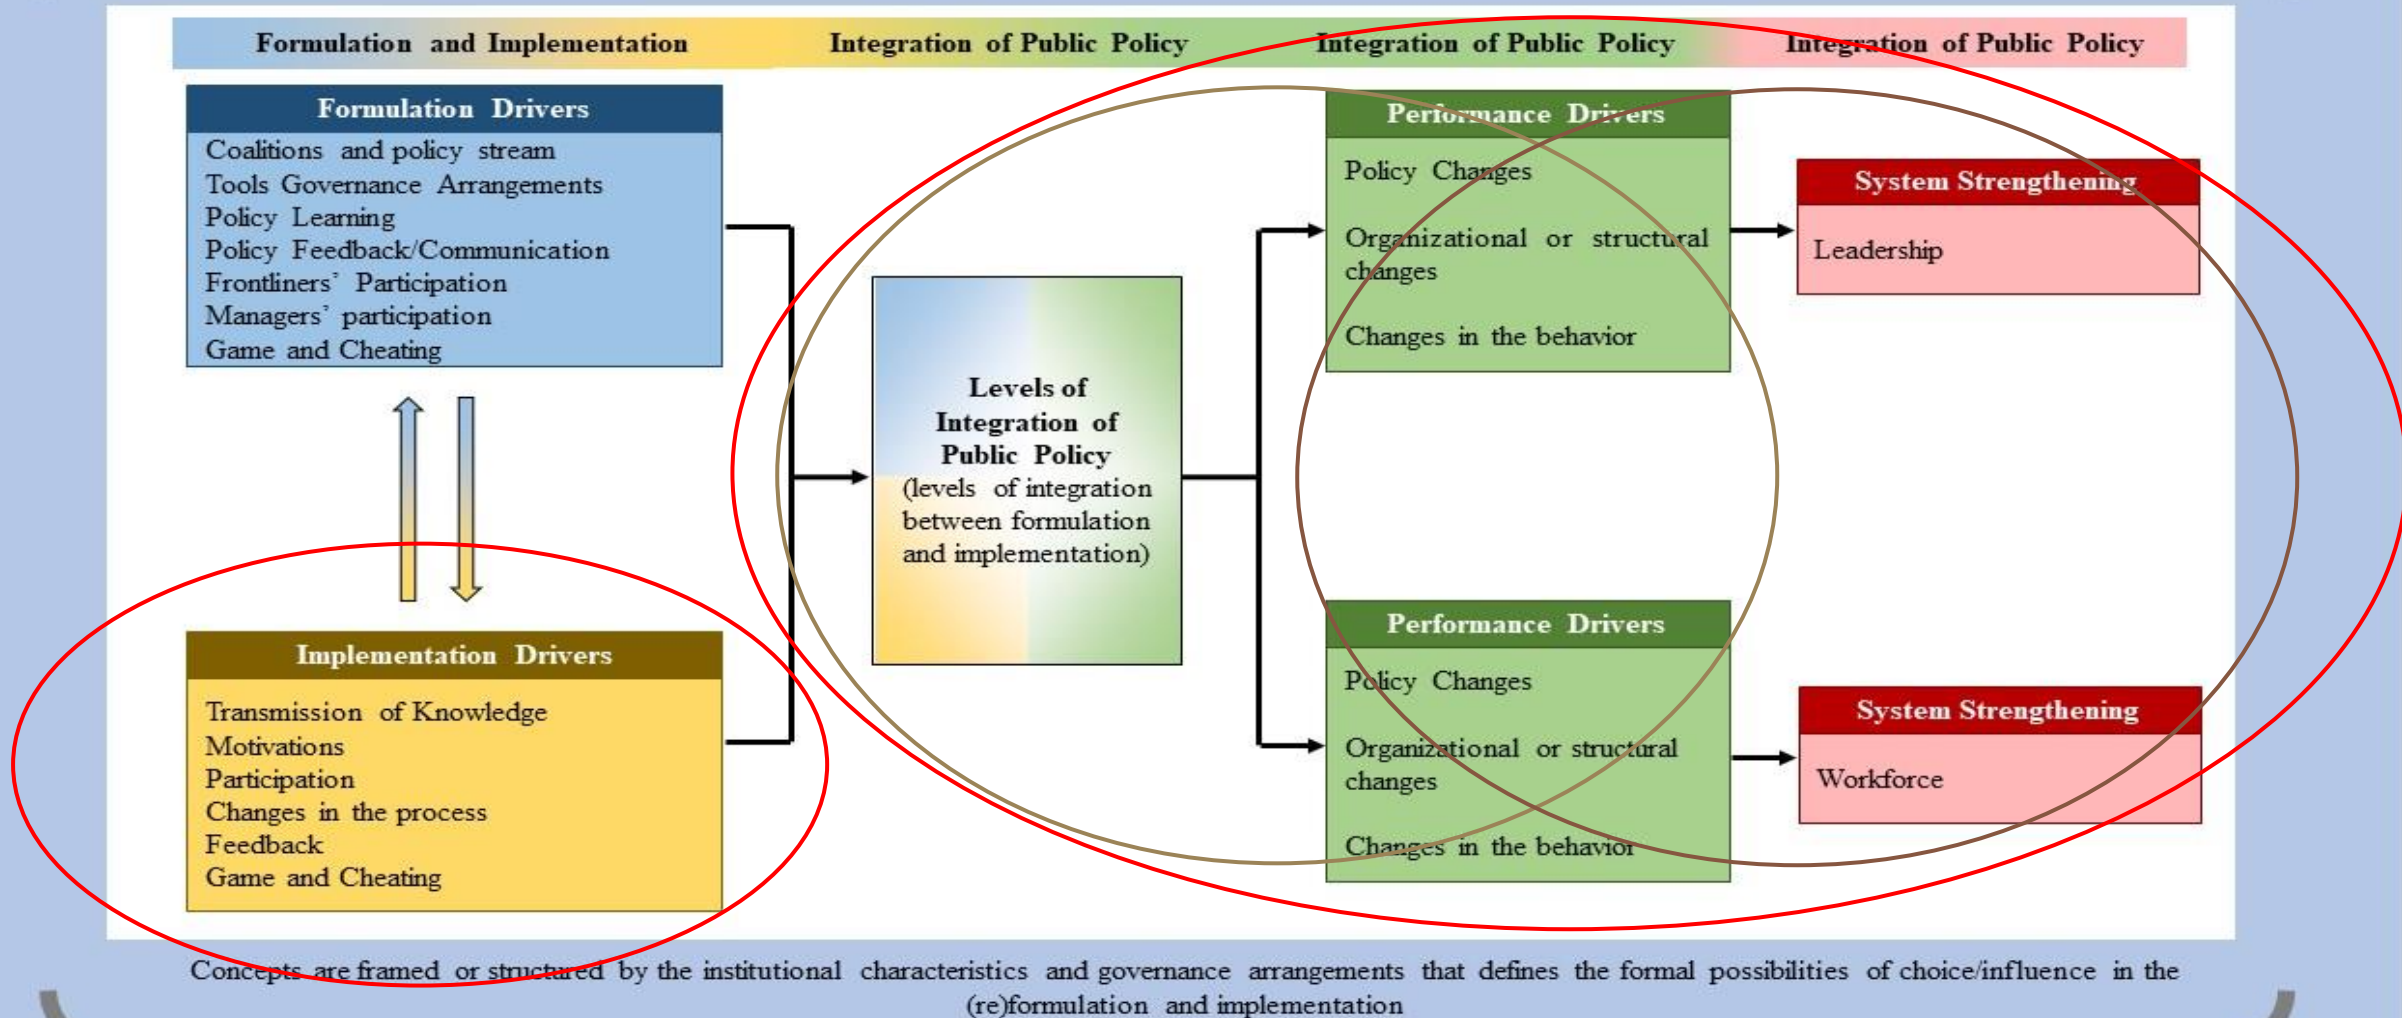 Formulation and Implementation
Integration of Public Policy
Integration of Public Policy
Integration of Public Policy
Formulation Drivers
Coalitions and policy stream
Tools Governance Arrangements
Policy Learning
Policy Feedback/Communication
Frontliners' Participation
Managers' participation
Game and Cheating
Implementation Drivers
Transmission of Knowledge
Motivations
Participation
Changes in the process
Feedback
Game and Cheating
Levels of
Integration of
Public Policy
(levels of integration
between formulation
and implementation)
Performance Drivers
Policy Changes
Organizational or structural
changes
Changes in the behavior
System Strengthening
Leadership
Performance Drivers
Policy Changes
Organizational or structural
changes
Changes in the behavior
System Strengthening
Workforce
Concepts are framed or structured by the institutional characteristics and governance arrangements that defines the formal possibilities of choice/influence in the
(re)formulation and implementation